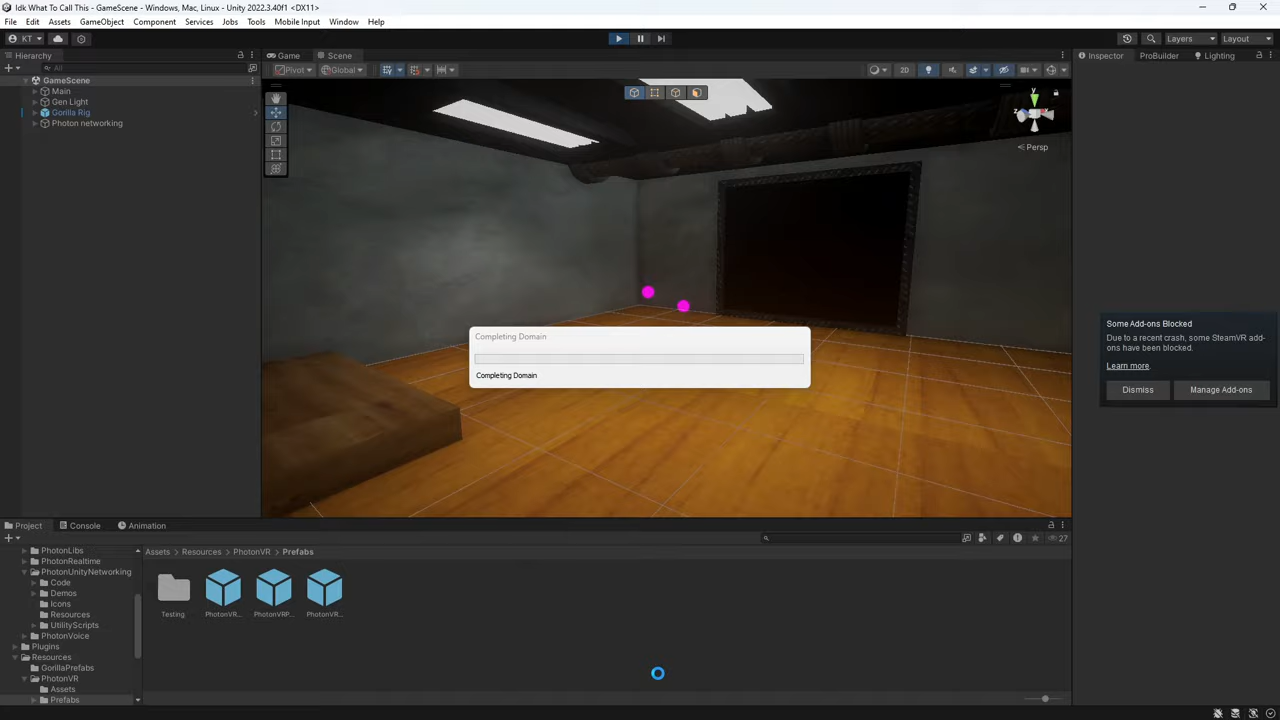 Idk What To Call This - GameScene - Windows, Mac, Linux - Unity 2022.3.40f1 <DX11>
File Edit Assets GameObject Component Services Jobs Tools Mobile Input Window Help
KT
Layers
Layout
Hierarchy
Game
Scene
Inspector
ProBuilder
Lighting
All
Pivot
Global
2D
GameScene
Main
Gen Light
Gorilla Rig
Photon networking
y
z
Persp
Some Add-ons Blocked
Due to a recent crash, some SteamVR add-
ons have been blocked.
Learn more.
Dismiss
Manage Add-ons
Completing Domain
Completing Domain
Project
Console
Animation
27
PhotonLibs
PhotonRealtime
PhotonUnityNetworking
Code
Demos
Icons
Resources
UtilityScripts
PhotonVoice
Plugins
Resources
GorillaPrefabs
PhotonVR
Assets
Prefabs
Assets Resources PhotonVR Prefabs
Testing
PhotonVR...
PhotonVRP...
PhotonVR...